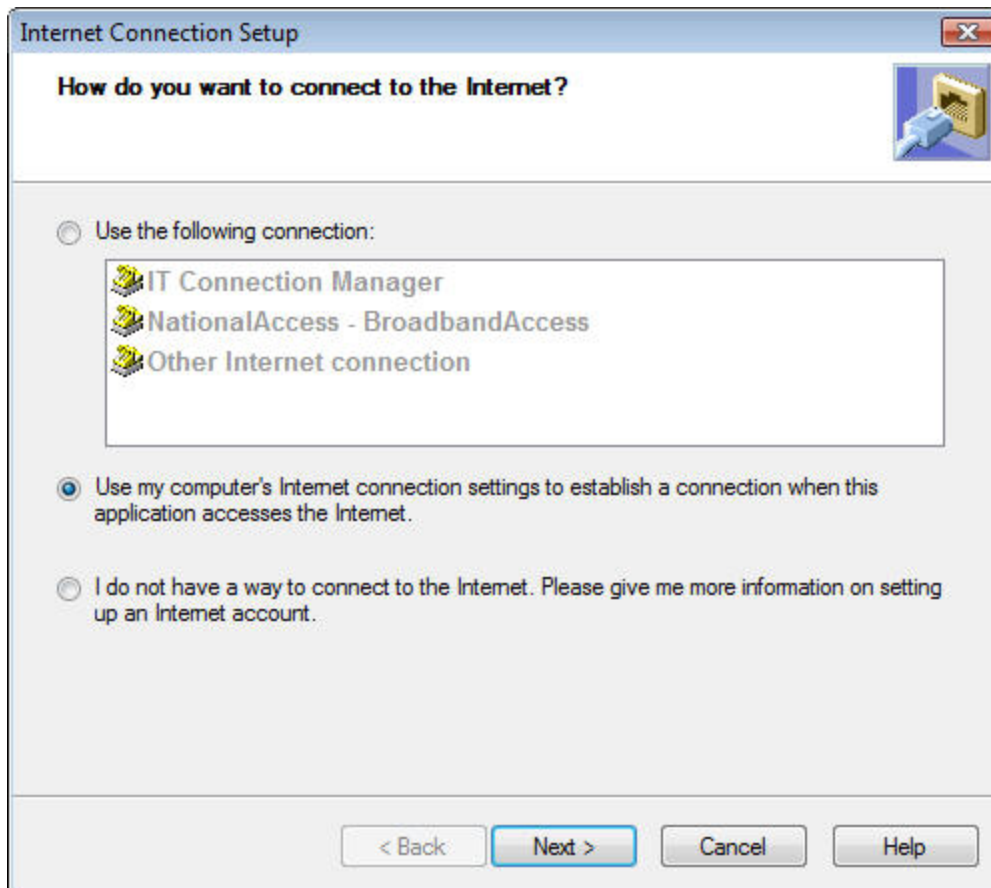 Internet Connection Setup
How do you want to connect to the Internet?
Use the following connection:
IT Connection Manager
NationalAccess - BroadbandAccess
Other Internet connection
Use my computer's Internet connection settings to establish a connection when this
application accesses the Internet.
I do not have a way to connect to the Internet. Please give me more information on setting
up an Internet account.
< Back Next > Cancel Help